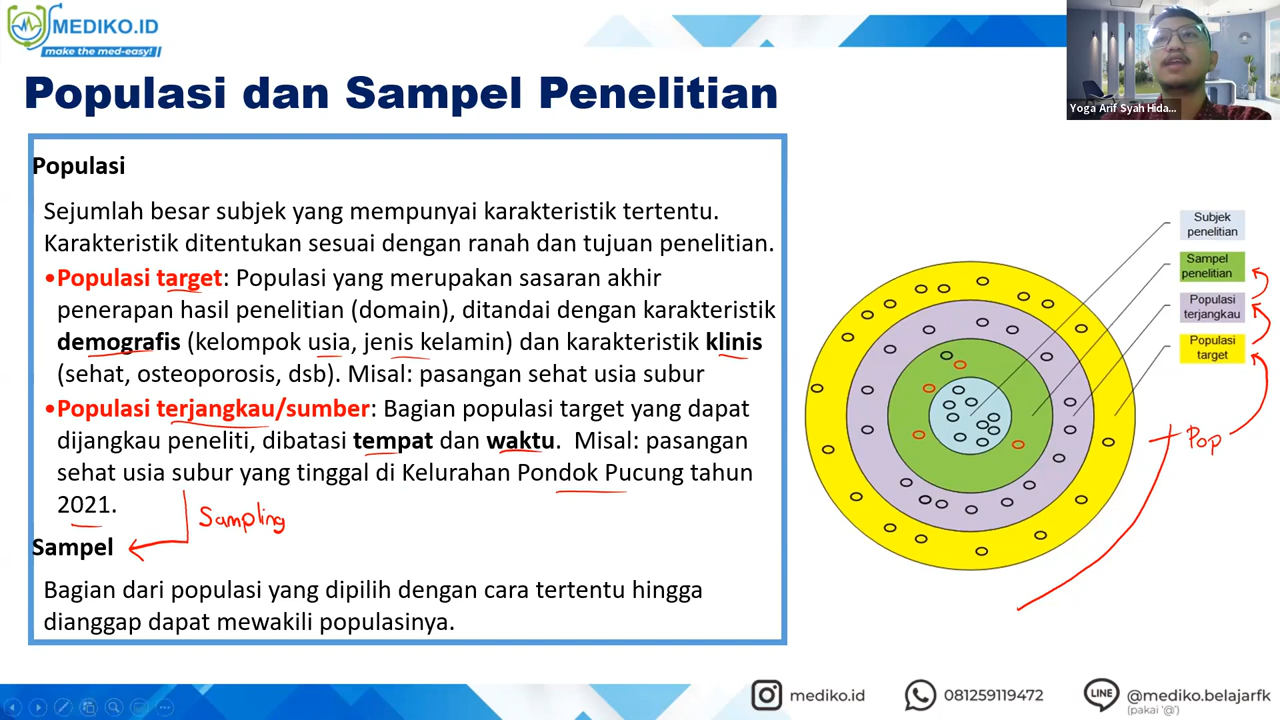 MEDIKO.ID
make the med-easy!
Yoga Arif Syah Hida...
Populasi dan Sampel Penelitian
Populasi
Sejumlah besar subjek yang mempunyai karakteristik tertentu.
Karakteristik ditentukan sesuai dengan ranah dan tujuan penelitian.
•Populasi target: Populasi yang merupakan sasaran akhir
penerapan hasil penelitian (domain), ditandai dengan karakteristik
demografis (kelompok usia, jenis kelamin) dan karakteristik klinis
(sehat, osteoporosis, dsb). Misal: pasangan sehat usia subur
•Populasi terjangkau/sumber: Bagian populasi target yang dapat
dijangkau peneliti, dibatasi tempat dan waktu. Misal: pasangan
sehat usia subur yang tinggal di Kelurahan Pondok Pucung tahun
2021.
Sampling
Sampel
Bagian dari populasi yang dipilih dengan cara tertentu hingga
dianggap dapat mewakili populasinya.
Subjek
penelitian
Sampel
penelitian
Populasi
terjangkau
Populasi
target
Pop
mediko.id
081259119472
LINE
@mediko.belajarfk
(pakai '@')